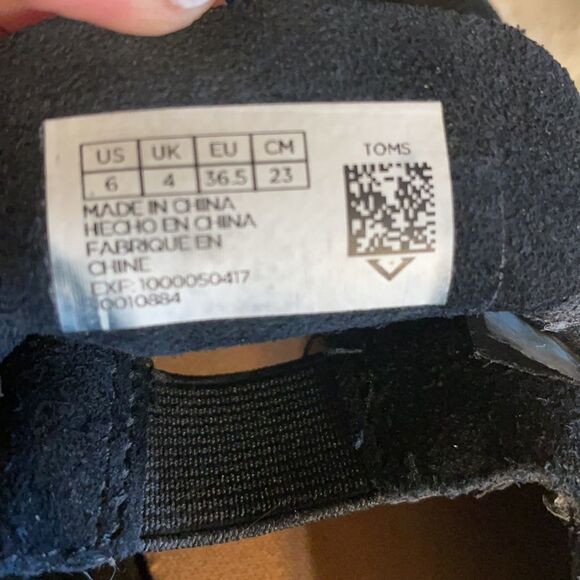 US UK EU CM
6 4 36.5 23
TOMS
MADE IN CHINA
HECHO EN CHINA
FABRIQUE EN
CHINE
EXF: 1000050417
10010884